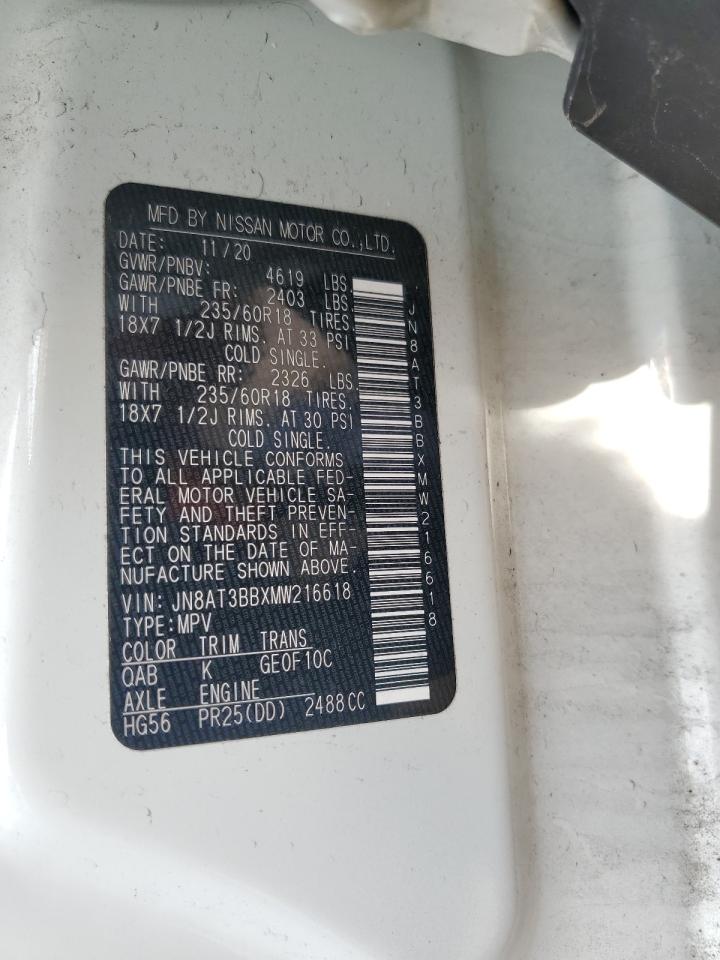 MFD BY NISSAN MOTOR CO.,LTD.
DATE: 11/20
GVWR/PNBV: 4619 LBS.
GAWR/PNBE FR: 2403 LBS.
WITH 235/60R18 TIRES.
18X7 1/2J RIMS. AT 33 PSI
COLD SINGLE.
GAWR/PNBE RR: 2326 LBS.
WITH 235/60R18 TIRES.
18X7 1/2J RIMS. AT 30 PSI
COLD SINGLE.
THIS VEHICLE CONFORMS
TO ALL APPLICABLE FED-
ERAL MOTOR VEHICLE SA-
FETY AND THEFT PREVEN-
TION STANDARDS IN EFF-
ECT ON THE DATE OF MA-
NUFACTURE SHOWN ABOVE.
VIN: JN8AT3BBXMW216618
TYPE:MPV
COLOR TRIM TRANS
QAB K GEOF10C
AXLE ENGINE
HG56 PR25(DD) 2488CC
JN8AT3BBXMW216618